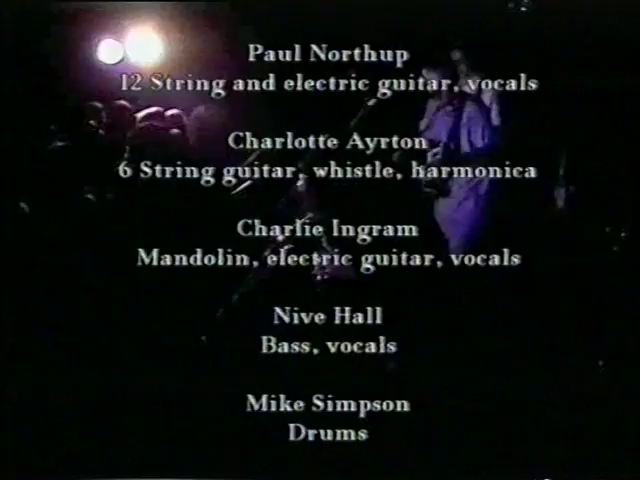 Paul Northup
12 String and electric guitar, vocals
Charlotte Ayrton
6 String guitar, whistle, harmonica
Charlie Ingram
Mandolin, electric guitar, vocals
Nive Hall
Bass, vocals
Mike Simpson
Drums